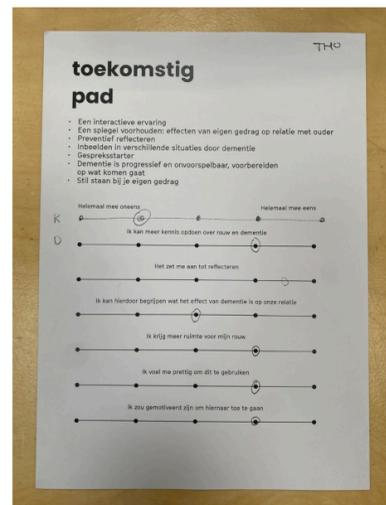 THO
toekomstig
pad
· Een interactieve ervaring
· Een spiegel voorhouden: effecten van eigen gedrag op relatie met ouder
· Preventief reflecteren
· Inbeelden in verschillende situaties door dementie
· Gespreksstarter
· Dementie is progressief en onvoorspelbaar, voorbereiden
op wat komen gaat
· Stil staan bij je eigen gedrag
Helemaal mee oneens Helemaal mee eens
K
Ik kan meer kennis opdoen over rouw en dementie
D
Het zet me aan tot reflecteren
Ik kan hierdoor begrijpen wat het effect van dementie is op onze relatie
Ik krijg meer ruimte voor mijn rouw
Ik voel me prettig om dit te gebruiken
Ik zou gemotiveerd zijn om hiernaar toe te gaan